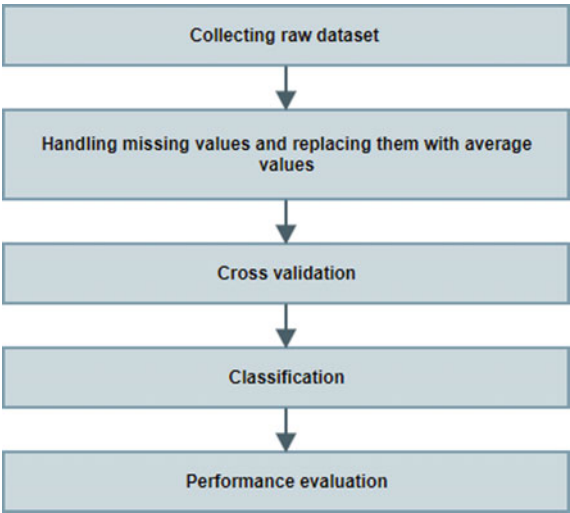 Collecting raw dataset
Handling missing values and replacing them with average
values
Cross validation
Classification
Performance evaluation